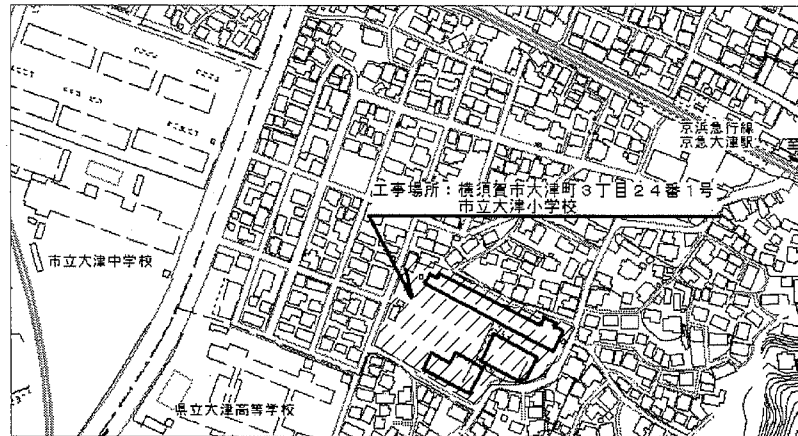 京浜急行線
京急大津駅
至
工事場所：横須賀市大津町３丁目２４番１号
市立大津小学校
市立大津中学校
県立大津高等学校